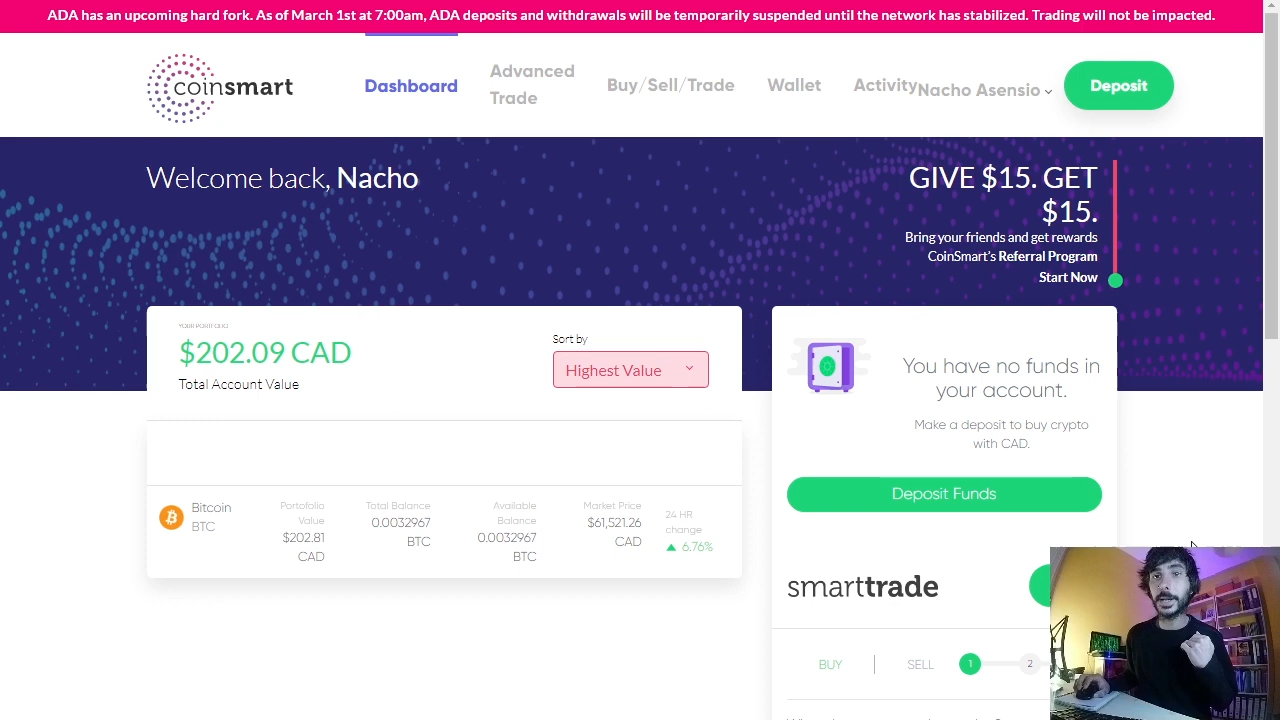 ADA has an upcoming hard fork. As of March 1st at 7:00am, ADA deposits and withdrawals will be temporarily suspended until the network has stabilized. Trading will not be impacted.
coinsmart
Dashboard
Advanced
Trade
Buy/Sell/Trade
Wallet
Activity
Nacho Asensio
Deposit
Welcome back, Nacho
GIVE $15. GET
$15.
Bring your friends and get rewards
CoinSmart's Referral Program
Start Now
YOUR PORTFOLIO
$202.09 CAD
Total Account Value
Sort by
Highest Value
Bitcoin
BTC
Portofolio
Value
$202.81
CAD
Total Balance
0.0032967
BTC
Available
Balance
0.0032967
BTC
Market Price
$61,521.26
CAD
24 HR
change
6.76%
You have no funds in
your account.
Make a deposit to buy crypto
with CAD.
Deposit Funds
smarttrade
BUY
SELL
1
2